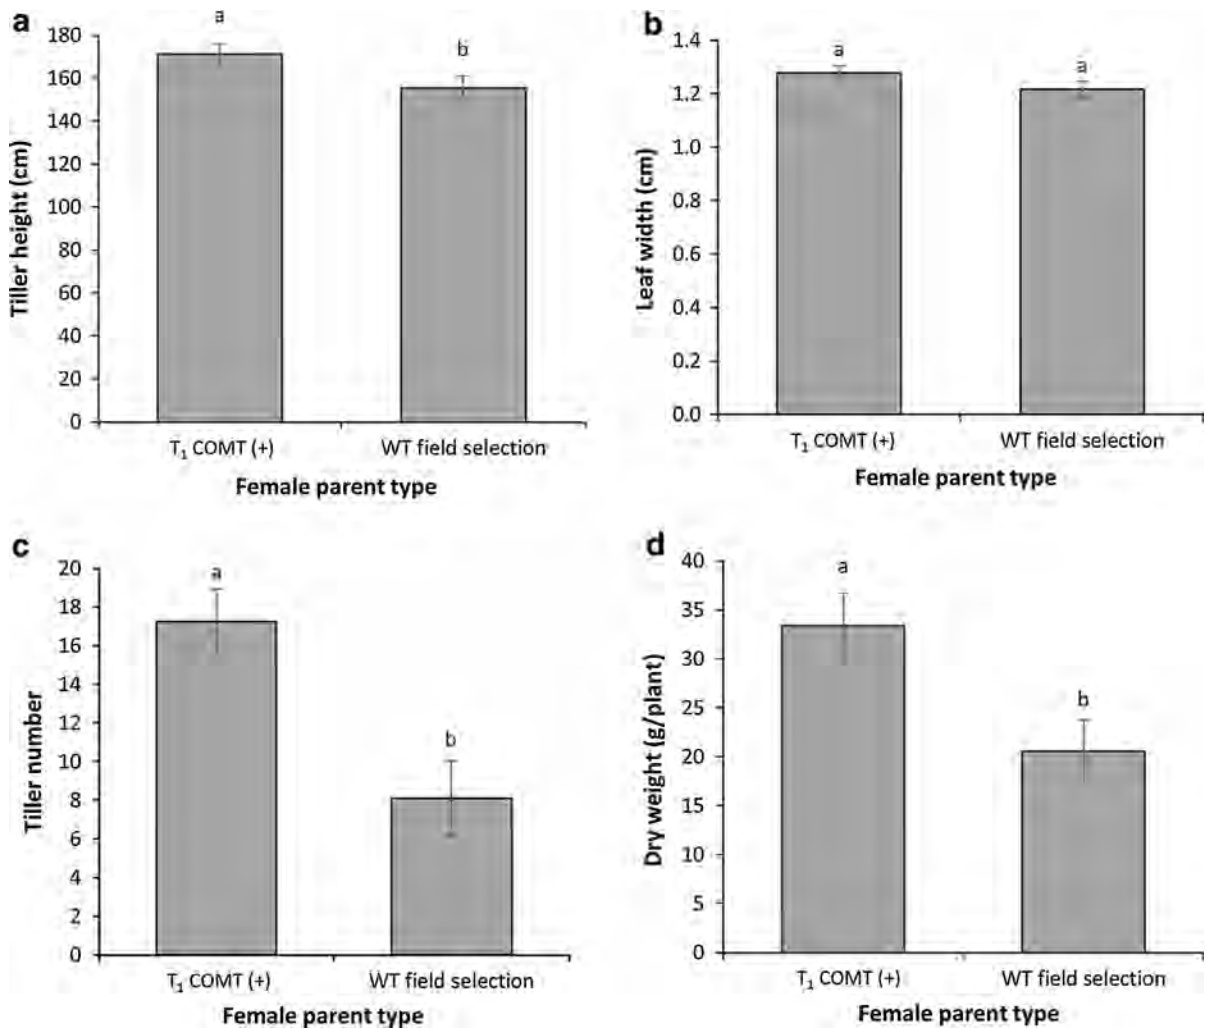 a
180
160
140
120
100
80
60
40
20
0
Tiller height (cm)
a
b
T₁ COMT (+) WT field selection
Female parent type
b
1.4
1.2
1.0
0.8
0.6
0.4
0.2
0.0
Leaf width (cm)
a
a
T₁ COMT (+) WT field selection
Female parent type
c
20
18
16
14
12
10
8
6
4
2
0
Tiller number
a
b
T₁ COMT (+) WT field selection
Female parent type
d
40
35
30
25
20
15
10
5
0
Dry weight (g/plant)
a
b
T₁ COMT (+) WT field selection
Female parent type